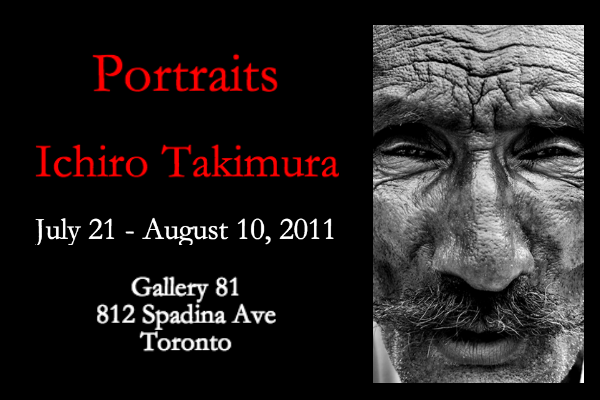 Portraits
Ichiro Takimura
July 21 - August 10, 2011
Gallery 81
812 Spadina Ave
Toronto